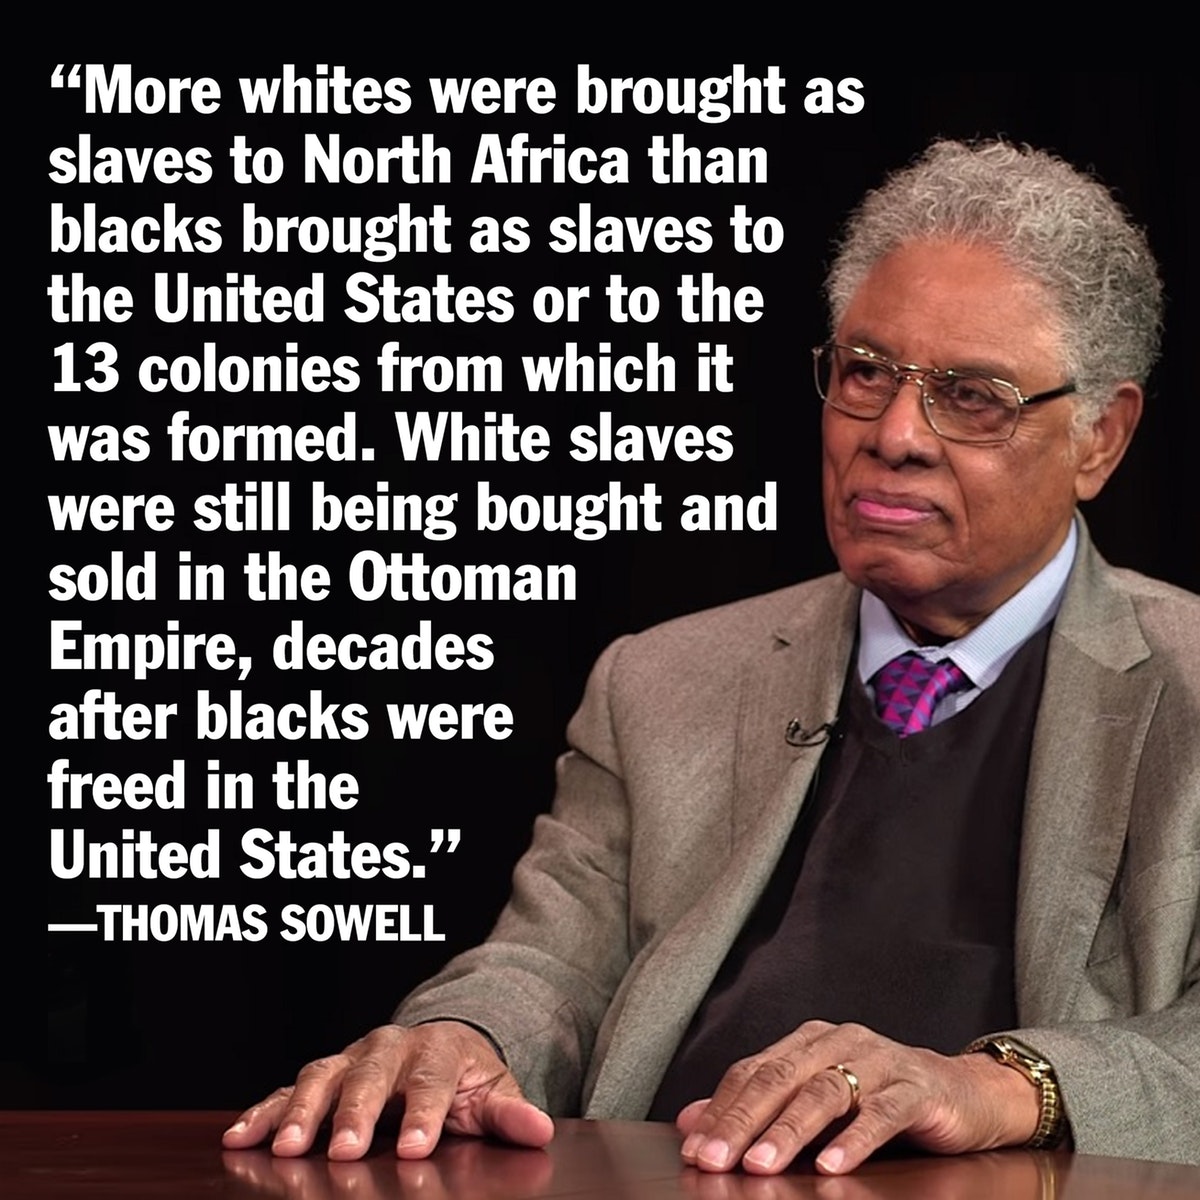 “More whites were brought as
slaves to North Africa than
blacks brought as slaves to
the United States or to the
13 colonies from which it
was formed. White slaves
were still being bought and
sold in the Ottoman
Empire, decades
after blacks were
freed in the
United States.”
—THOMAS SOWELL